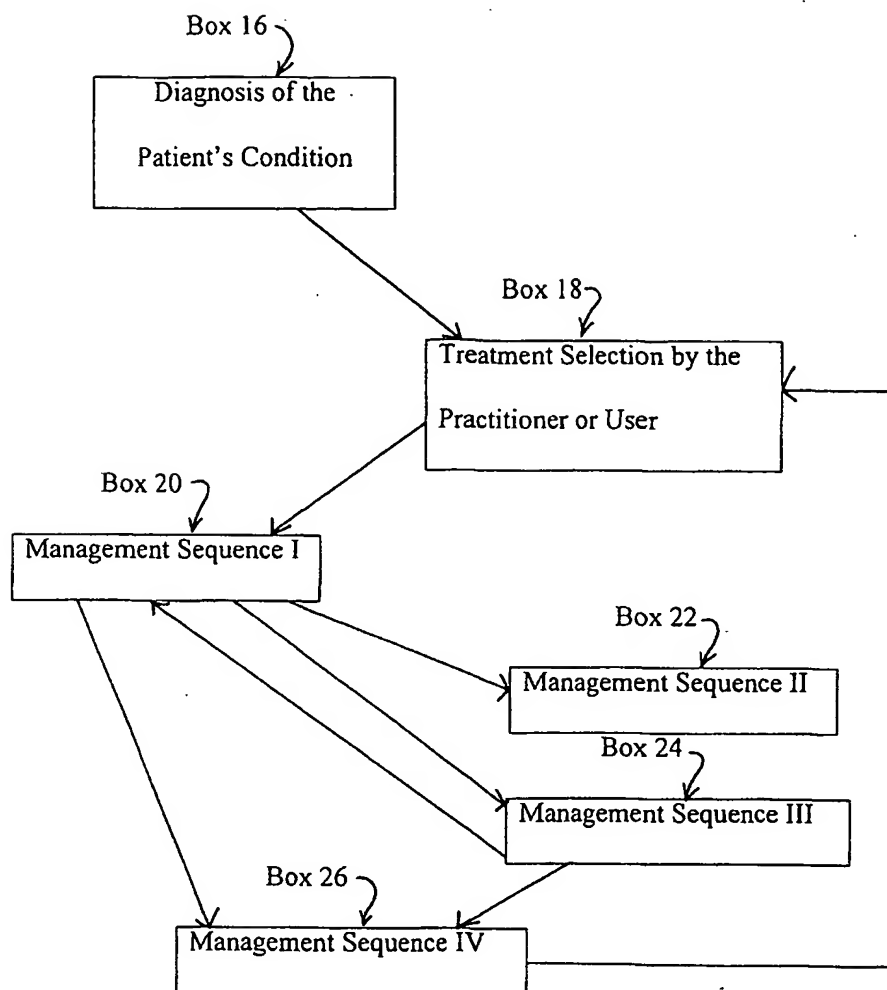 Box 16
Diagnosis of the
Patient's Condition
Box 18
Treatment Selection by the
Practitioner or User
Box 20
Management Sequence I
Box 22
Management Sequence II
Box 24
Management Sequence III
Box 26
Management Sequence IV